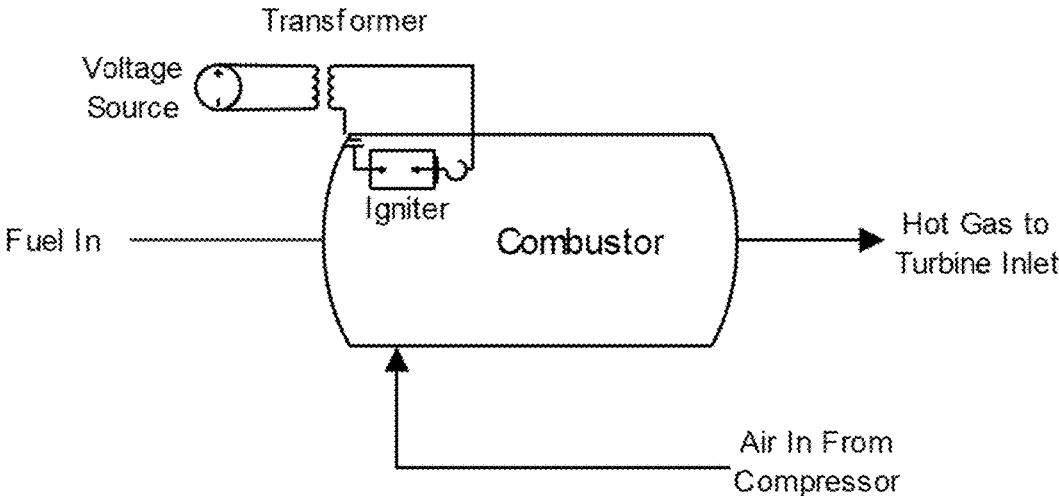 Transformer
Voltage
Source
Igniter
Fuel In
Combustor
Hot Gas to
Turbine Inlet
Air In From
Compressor